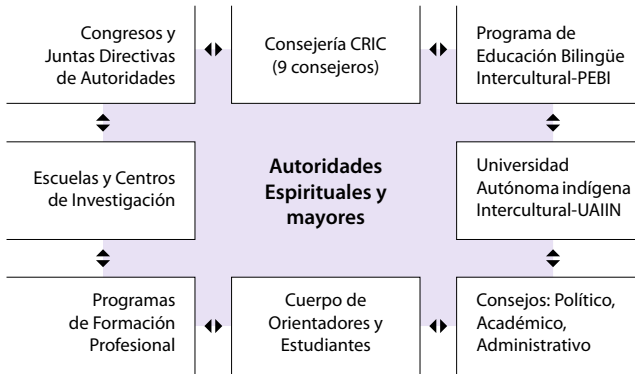 Congresos y
Juntas Directivas
de Autoridades
Consejería CRIC
(9 consejeros)
Programa de
Educación Bilingüe
Intercultural-PEBI
Escuelas y Centros
de Investigación
Autoridades
Espirituales y
mayores
Universidad
Autónoma indígena
Intercultural-UAIIN
Programas
de Formación
Profesional
Cuerpo de
Orientadores y
Estudiantes
Consejos: Político,
Académico,
Administrativo